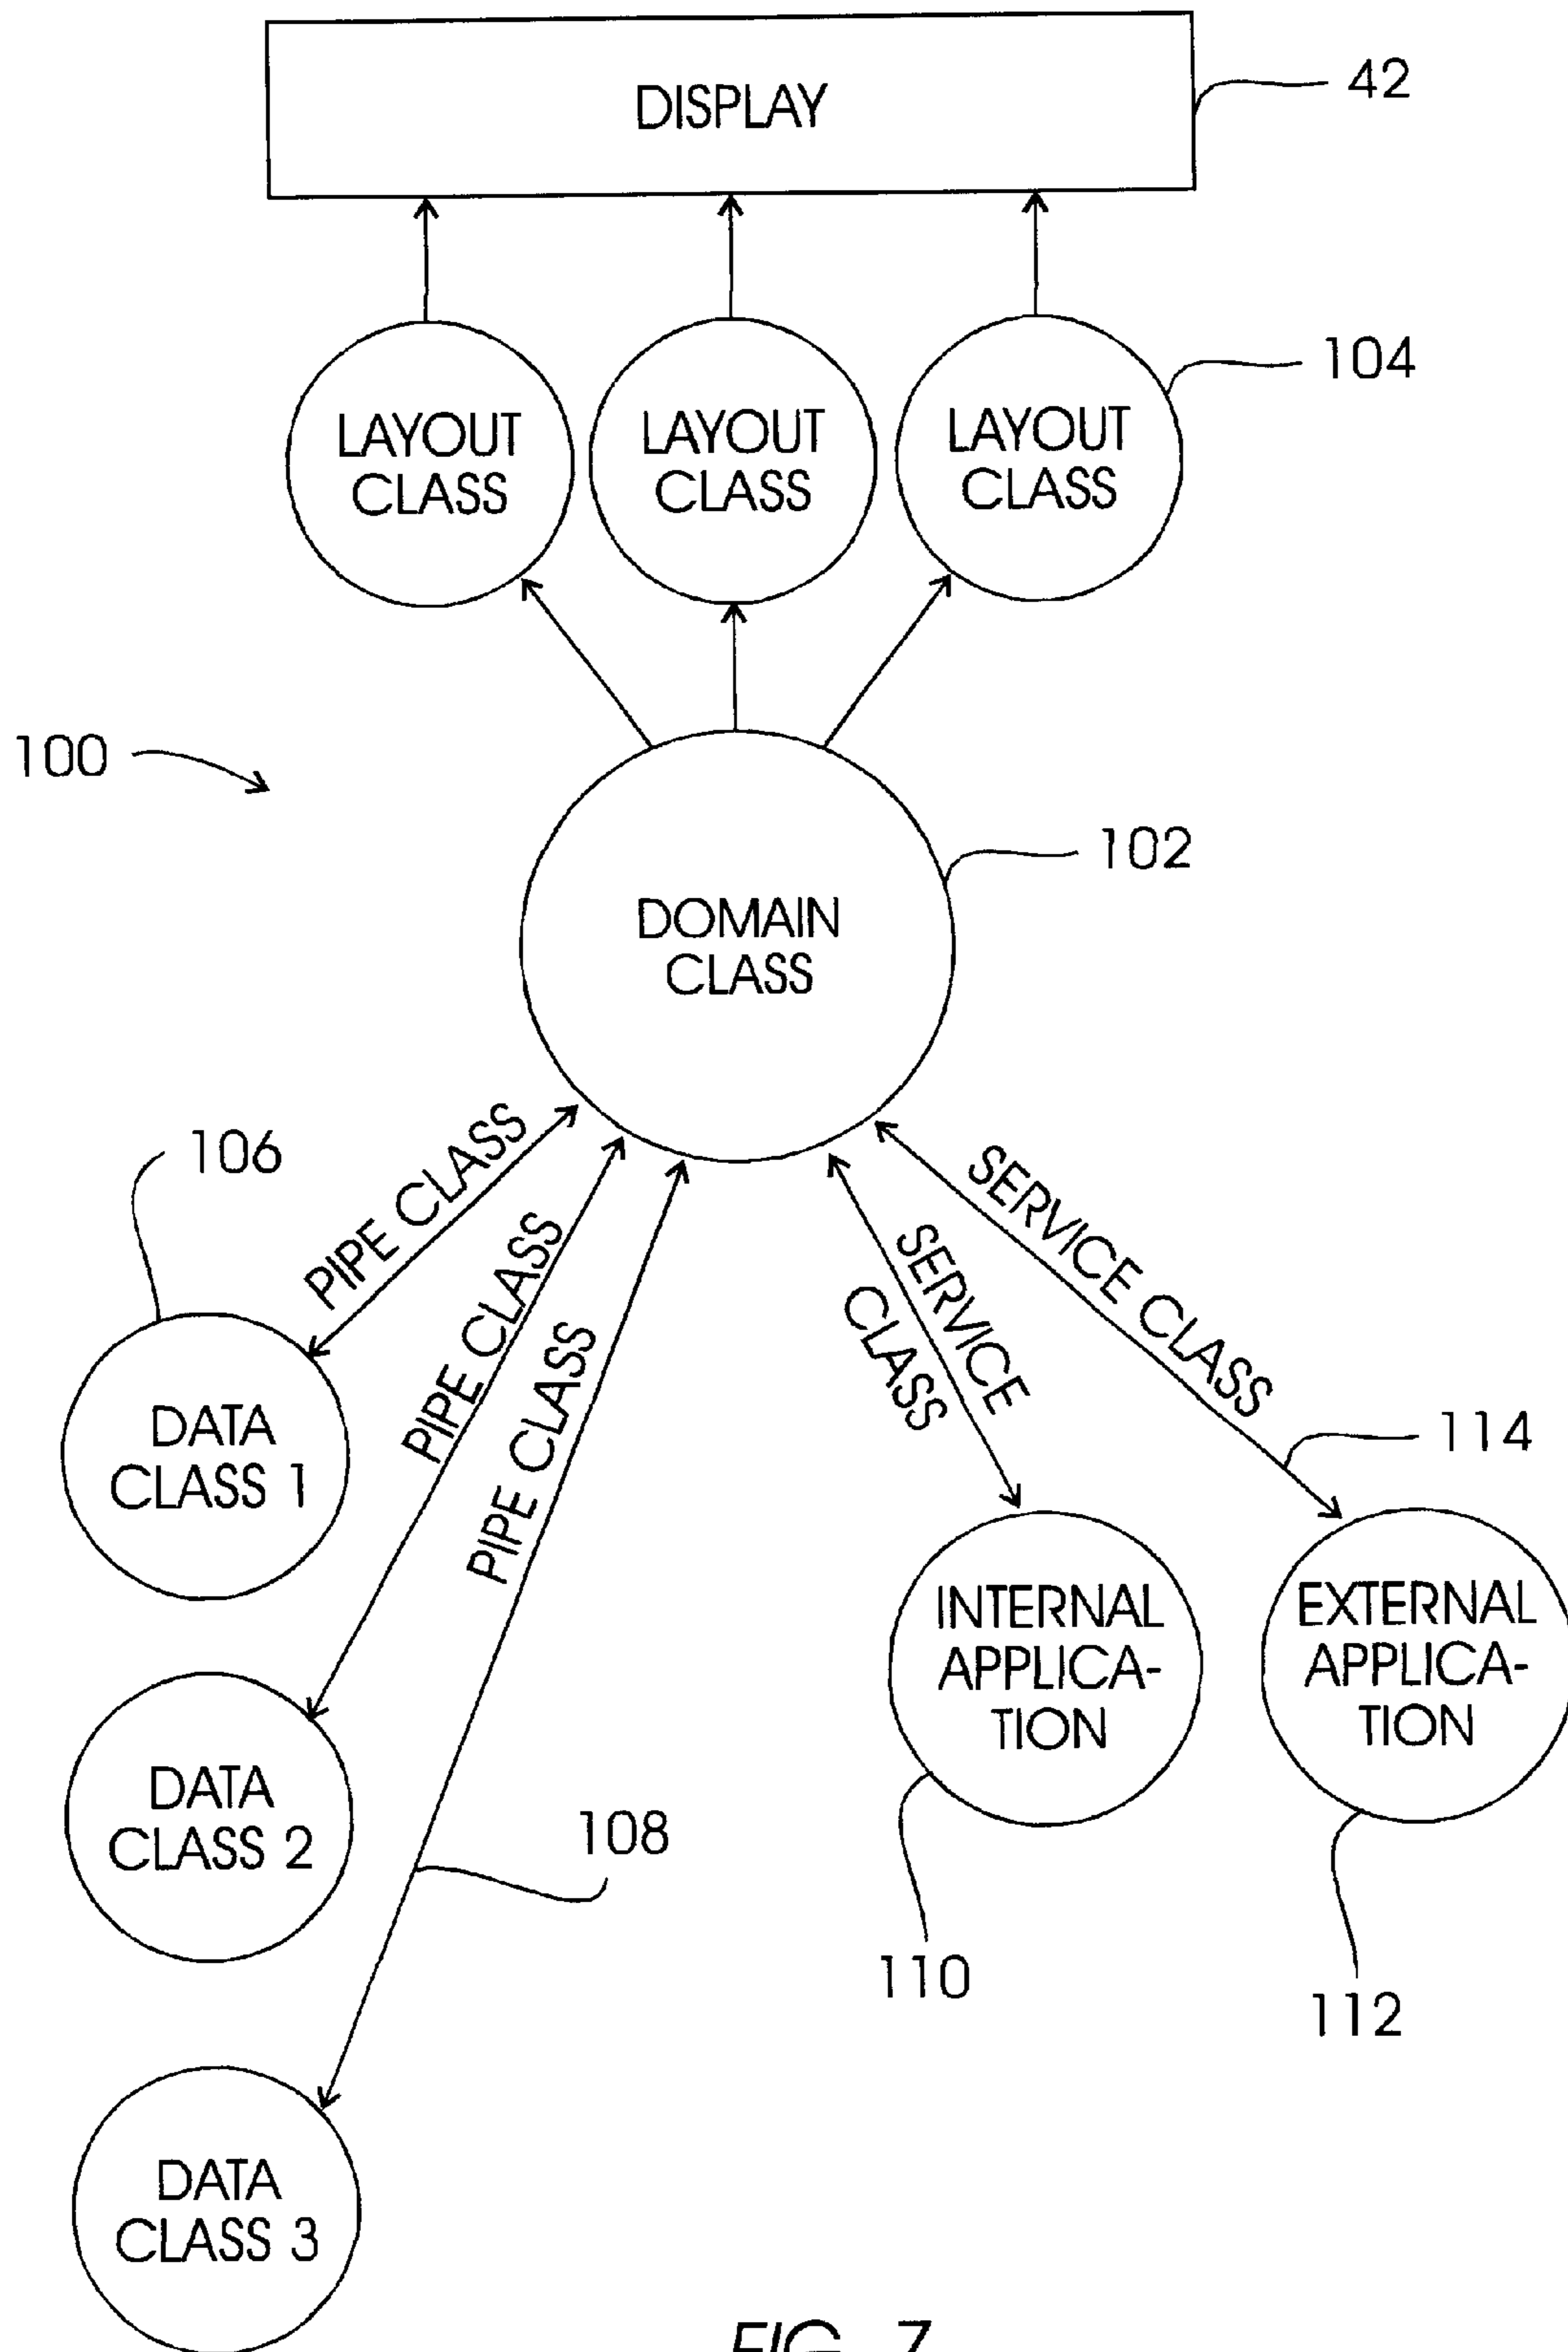 DISPLAY
42
LAYOUT
CLASS
LAYOUT
CLASS
LAYOUT
CLASS
104
100
102
DOMAIN
CLASS
106
PIPE CLASS
PIPE CLASS
PIPE CLASS
SERVICE
CLASS
SERVICE CLASS
114
DATA
CLASS 1
INTERNAL
APPLICA-
TION
EXTERNAL
APPLICA-
TION
DATA
CLASS 2
108
110
112
DATA
CLASS 3
FIG. 7